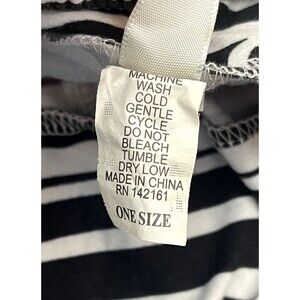 MACHINE
WASH
COLD
GENTLE
CYCLE
DO NOT
BLEACH
TUMBLE
DRY LOW
MADE IN CHINA
RN 142161
ONE SIZE